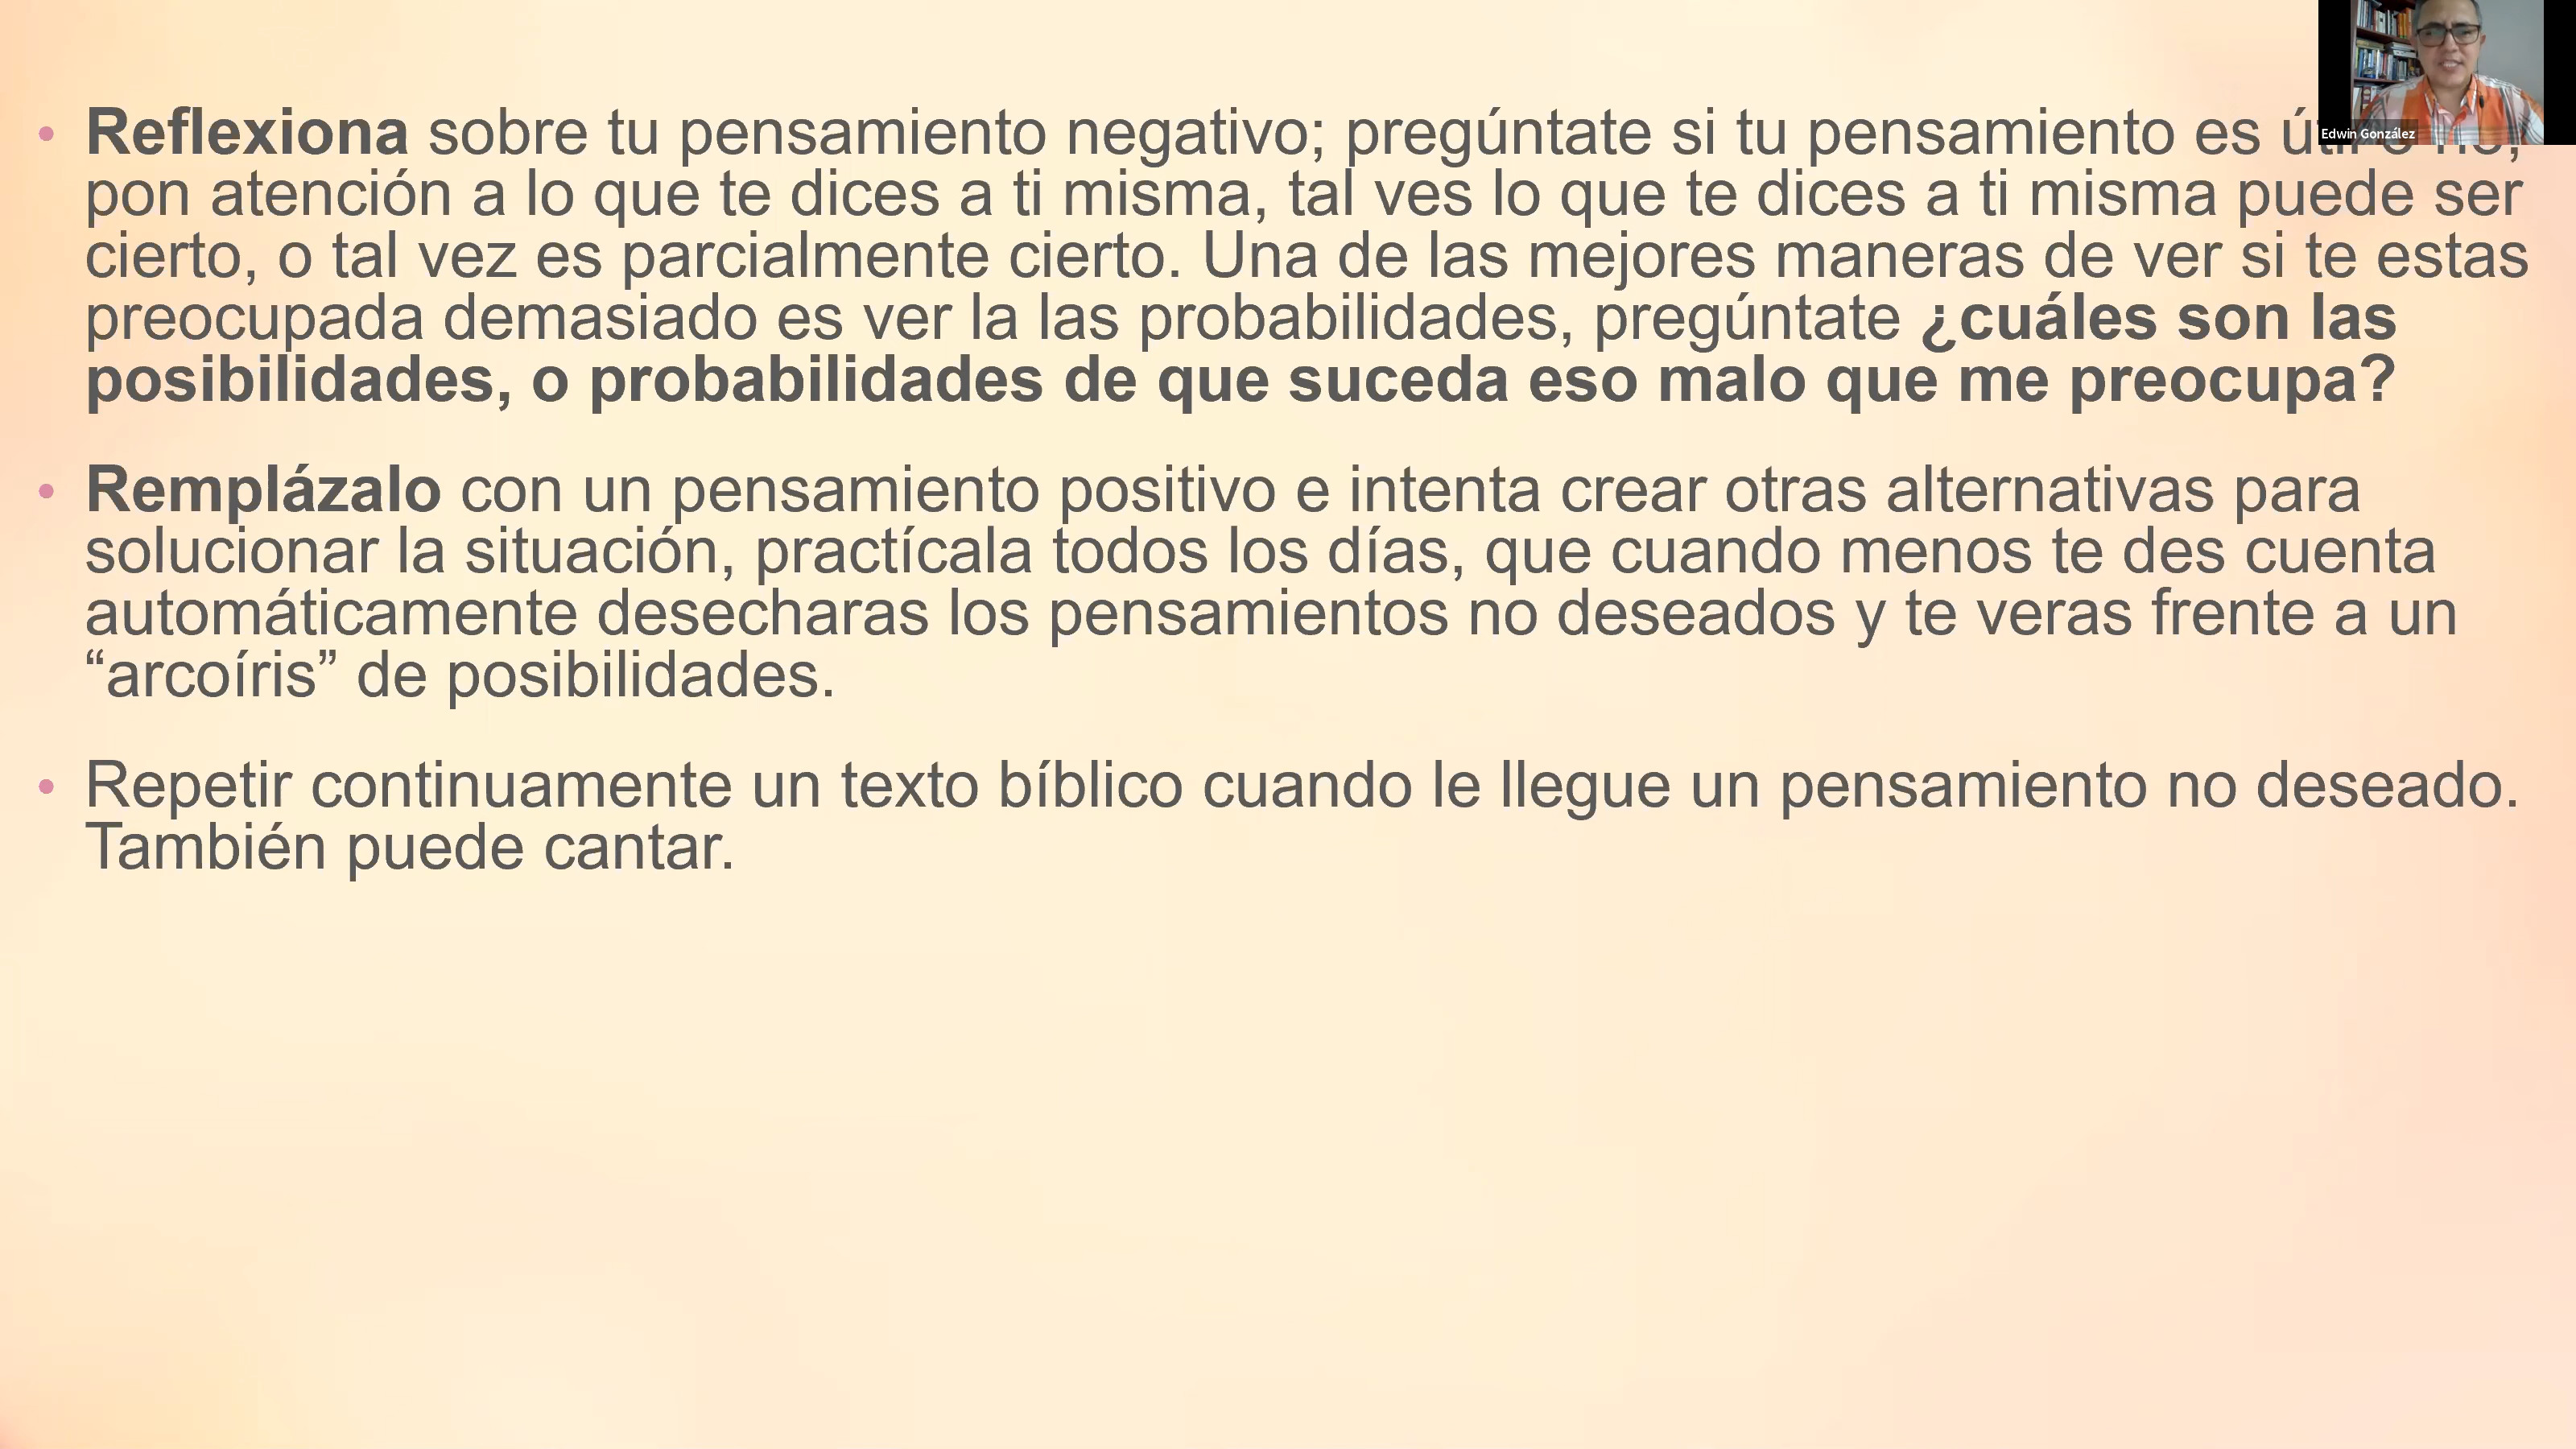 • Reflexiona sobre tu pensamiento negativo; pregúntate si tu pensamiento es
pon atención a lo que te dices a ti misma, tal ves lo que te dices a ti misma puede ser
cierto, o tal vez es parcialmente cierto. Una de las mejores maneras de ver si te estas
preocupada demasiado es ver la las probabilidades, pregúntate ¿cuáles son las
posibilidades, o probabilidades de que suceda eso malo que me preocupa?
• Remplázalo con un pensamiento positivo e intenta crear otras alternativas para
solucionar la situación, practícala todos los días, que cuando menos te des cuenta
automáticamente desecharas los pensamientos no deseados y te veras frente a un
“arcoíris” de posibilidades.
• Repetir continuamente un texto bíblico cuando le llegue un pensamiento no deseado.
También puede cantar.
Edwin González